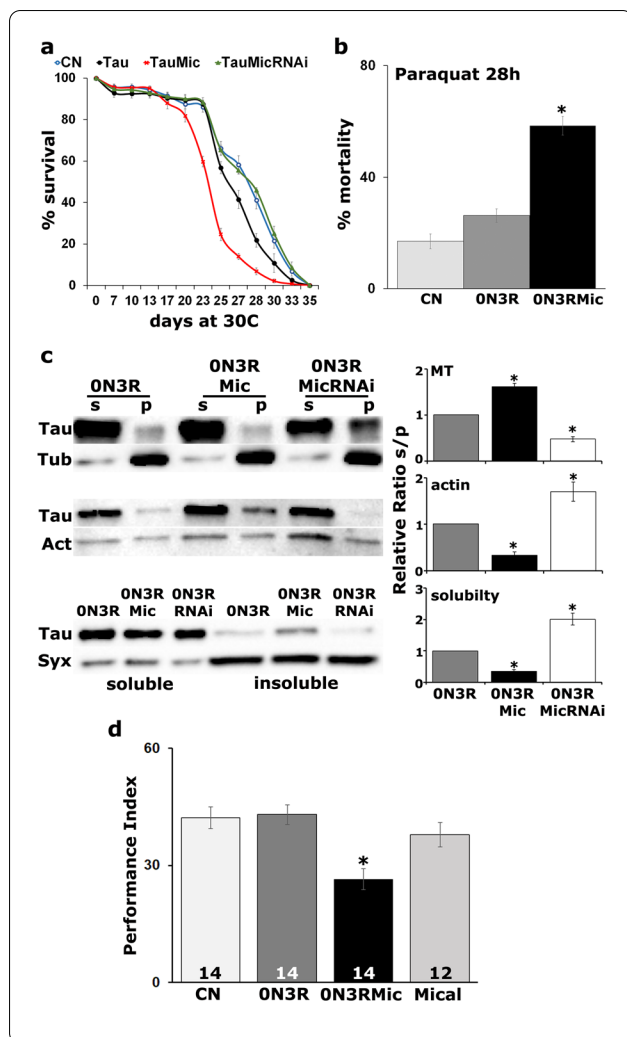 a
CN Tau TauMic TauMicRNAi
% survival
100
80
60
40
20
0
0 7 10 13 17 20 23 25 27 28 30 33 35
days at 30C
b
Paraquat 28h
% mortality
80
40
0
*
CN 0N3R 0N3RMic
c
0N3R 0N3R Mic 0N3R MicRNAi
s p s p s p
Tau
Tub
Tau
Act
0N3R 0N3R Mic 0N3R RNAi 0N3R 0N3R Mic 0N3R RNAi
Tau
Syx
soluble insoluble
Relative Ratio s/p
MT
2
1
0
* *
actin
2
1
0
* *
solubilty
3
2
1
0
* *
0N3R 0N3R Mic 0N3R MicRNAi
d
Performance Index
60
30
0
*
14 14 14 12
CN 0N3R 0N3RMic Mical